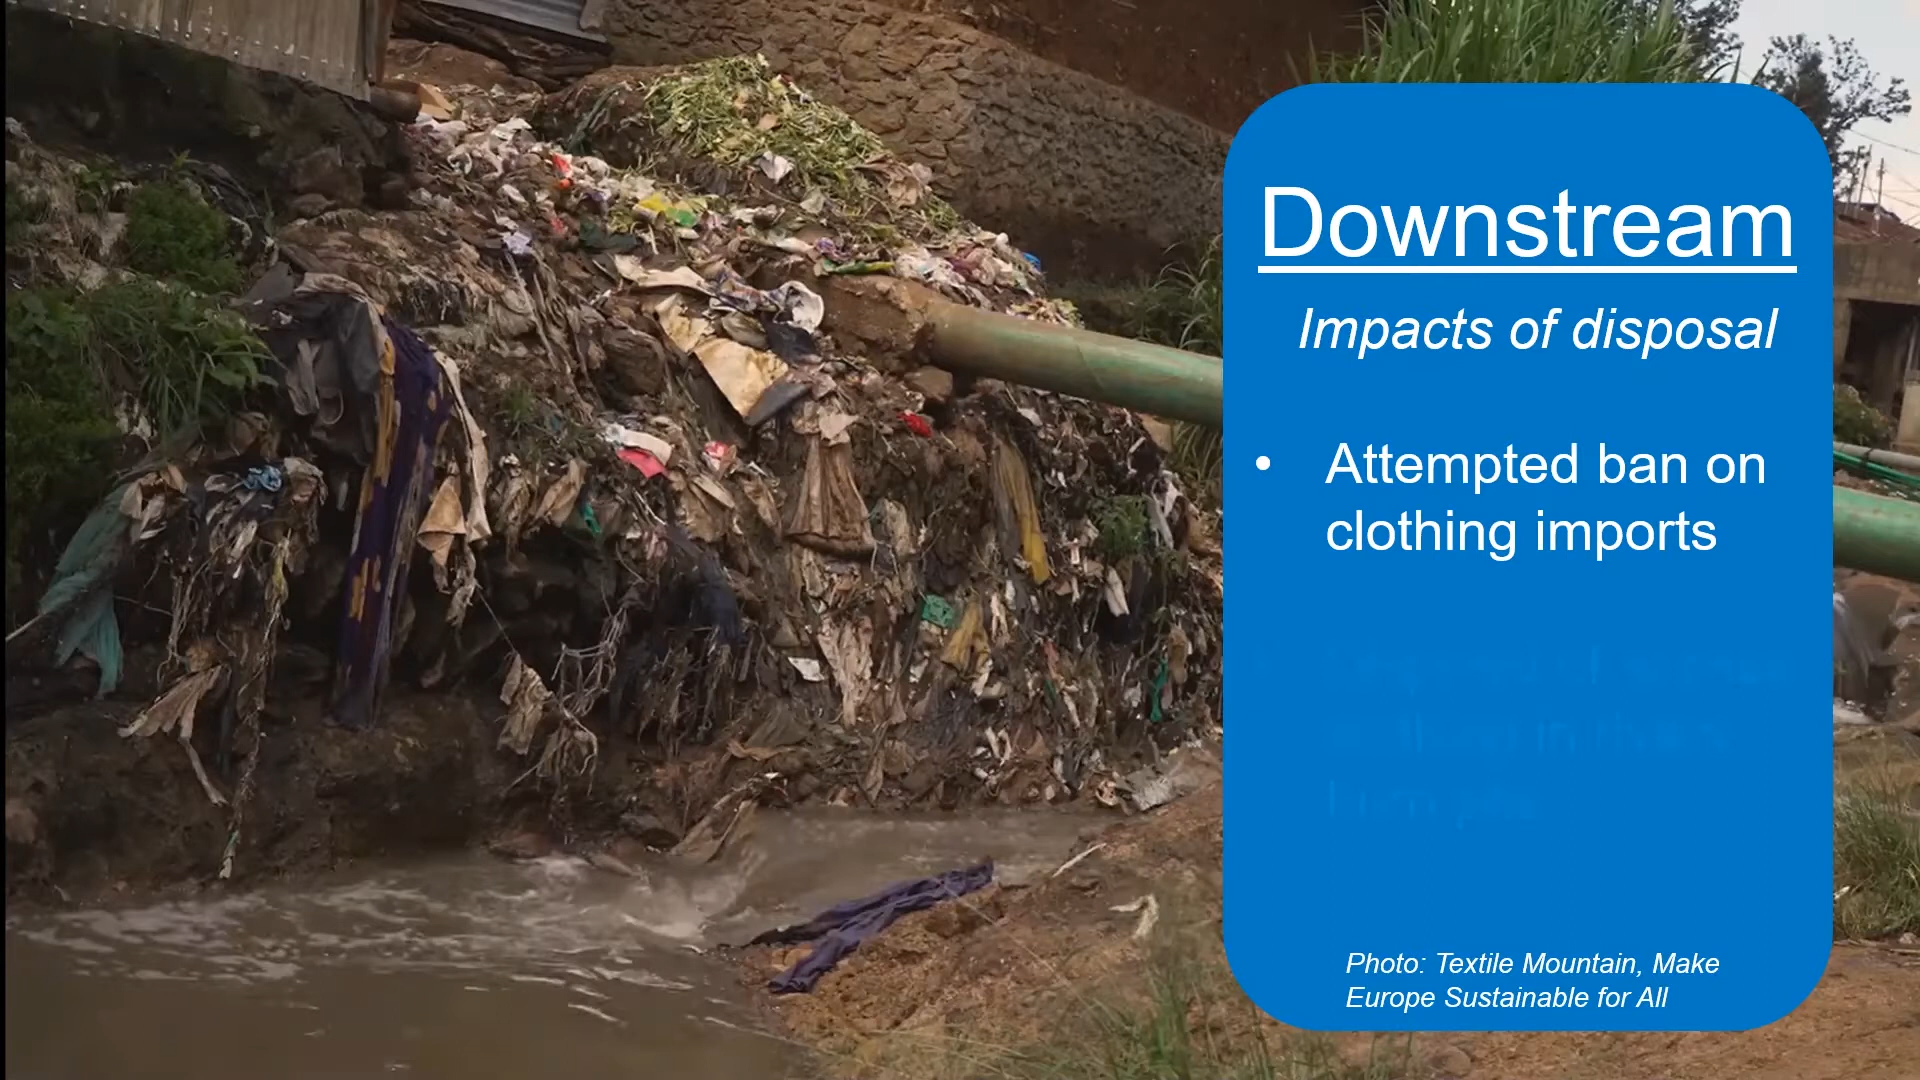 Downstream
Impacts of disposal
• Attempted ban on
clothing imports
Photo: Textile Mountain, Make
Europe Sustainable for All